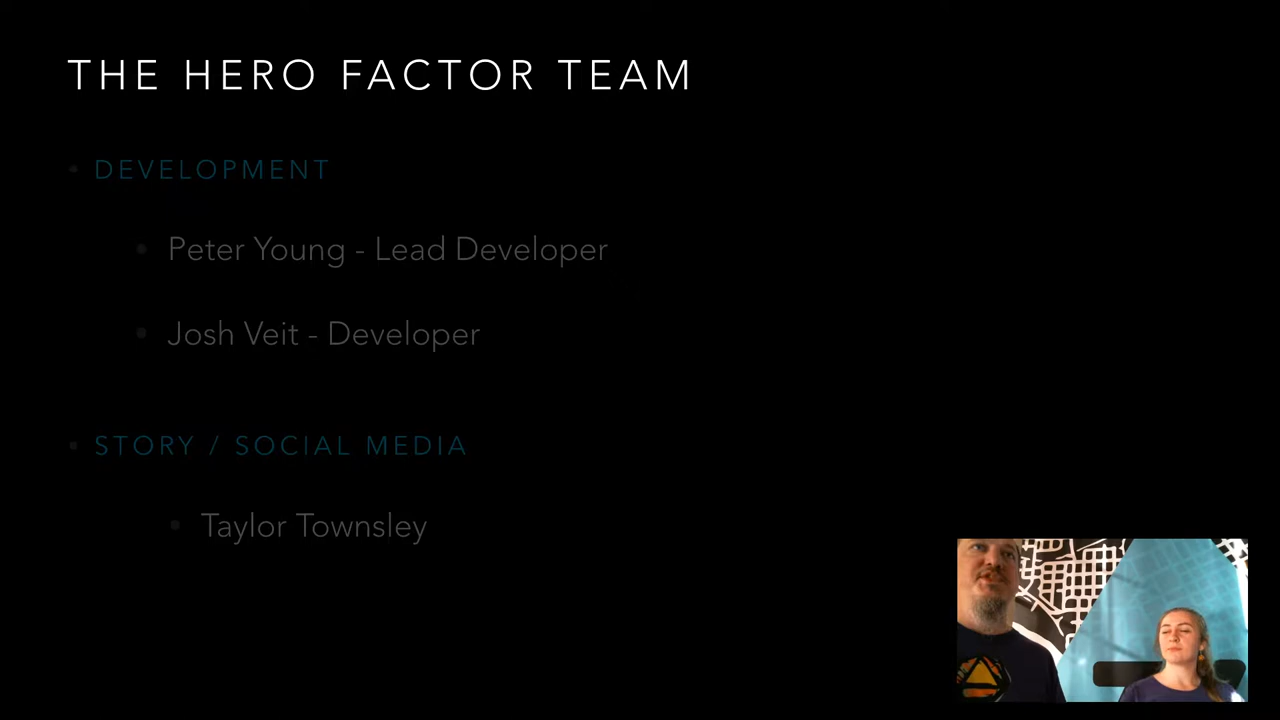 THE HERO FACTOR TEAM
• DEVELOPMENT
• Peter Young - Lead Developer
• Josh Veit - Developer
• STORY / SOCIAL MEDIA
• Taylor Townsley